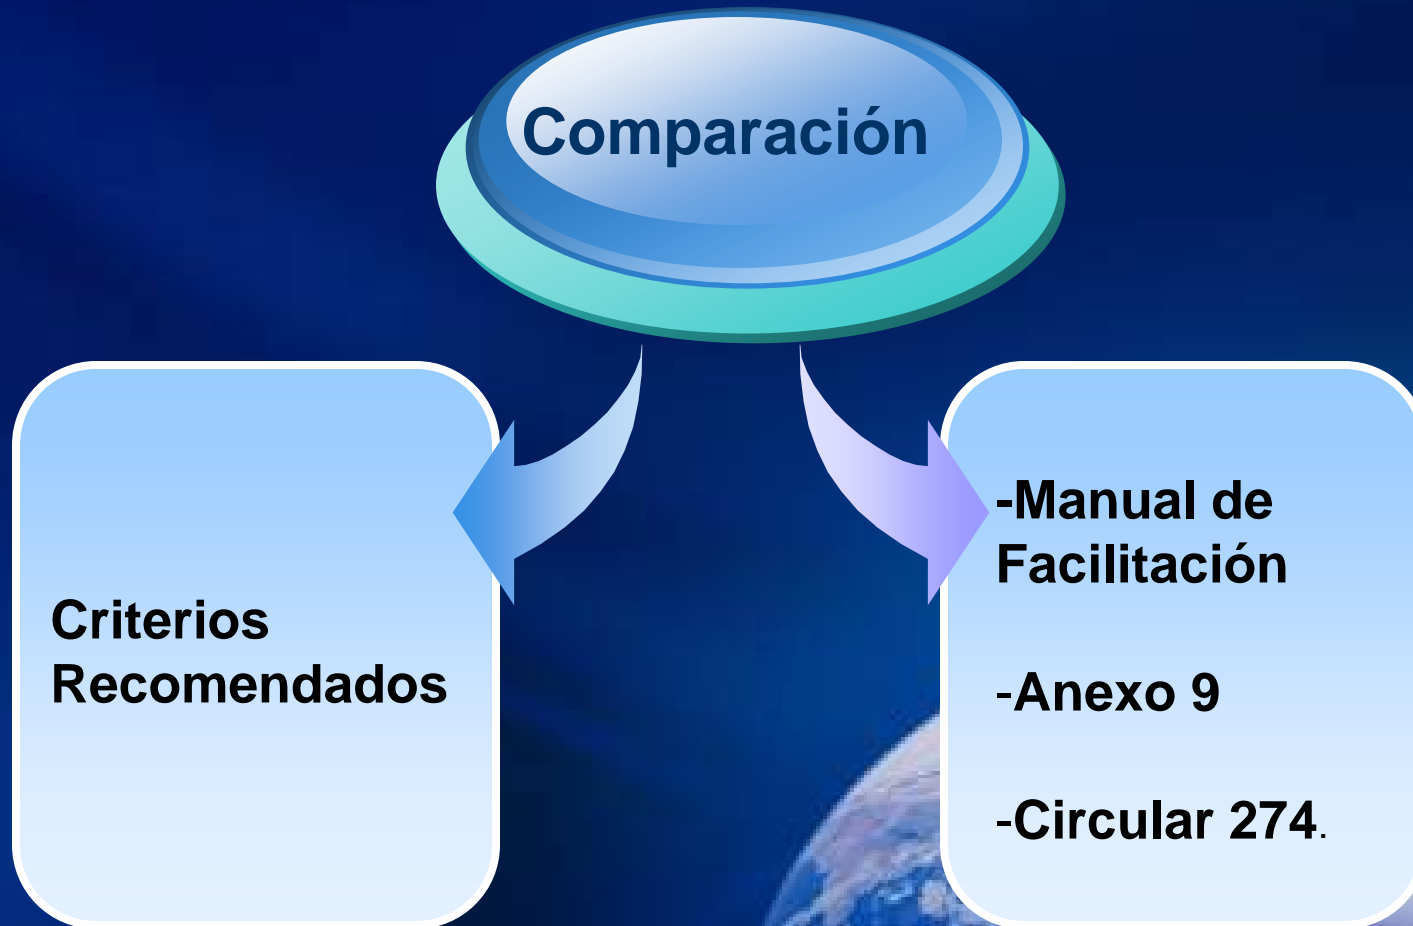 Comparación
Criterios
Recomendados
-Manual de
Facilitación
-Anexo 9
-Circular 274.